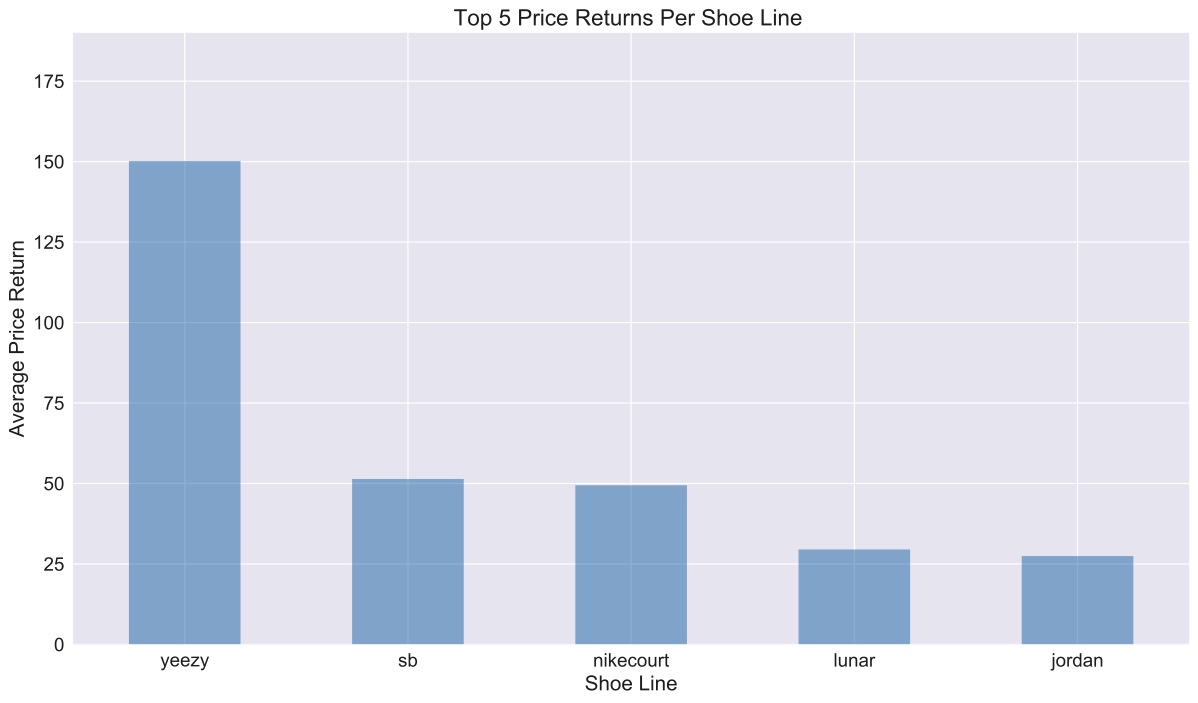 Top 5 Price Returns Per Shoe Line
Average Price Return
175
150
125
100
75
50
25
0
yeezy
sb
nikecourt
lunar
jordan
Shoe Line